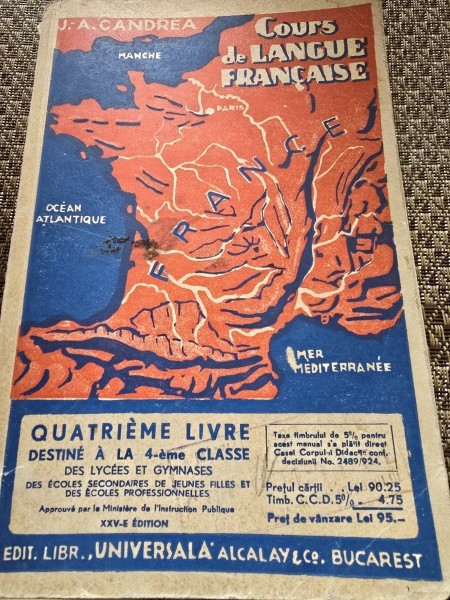 J.-A. CANDREA
Cours
de LANGUE
FRANÇAISE
MANCHE
PARIS
FRANCE
OCÉAN
ATLANTIQUE
MER
MÉDITERRANÉE
QUATRIÈME LIVRE
DESTINÉ À LA 4-ème CLASSE
DES LYCÉES ET GYMNASES
DES ÉCOLES SECONDAIRES DE JEUNES FILLES ET
DES ÉCOLES PROFESSIONNELLES
Approuvé par le Ministère de l'Instruction Publique
XXV-E ÉDITION
Taxa timbrului de 5% pentru
acest manual s'a plătit direct
Casei Corpului Didactic conf.
deciziunii No. 2489/924.
Prețul cărții . . Lei 90.25
Timb. C.C.D. 5% - 4.75
Preț de vânzare Lei 95.—
EDIT. LIBR. „UNIVERSALA" ALCALAY & Co. BUCAREST